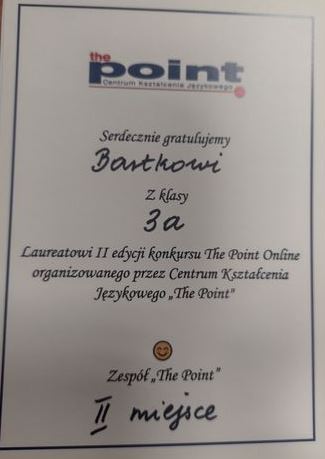 the
point
Centrum Kształcenia Językowego
Serdecznie gratulujemy
Bartkowi
Z klasy
3a
Laureatowi II edycji konkursu The Point Online
organizowanego przez Centrum Kształcenia
Językowego „The Point"
Zespół „The Point"
II miejsce